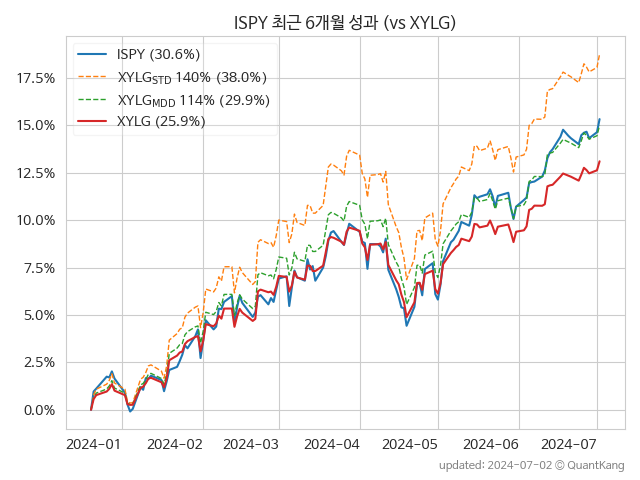 ISPY 최근 6개월 성과 (vs XYLG)
ISPY (30.6%)
XYLG_STD 140% (38.0%)
XYLG_MDD 114% (29.9%)
XYLG (25.9%)
17.5%
15.0%
12.5%
10.0%
7.5%
5.0%
2.5%
0.0%
2024-01 2024-02 2024-03 2024-04 2024-05 2024-06 2024-07
updated: 2024-07-02 © QuantKang